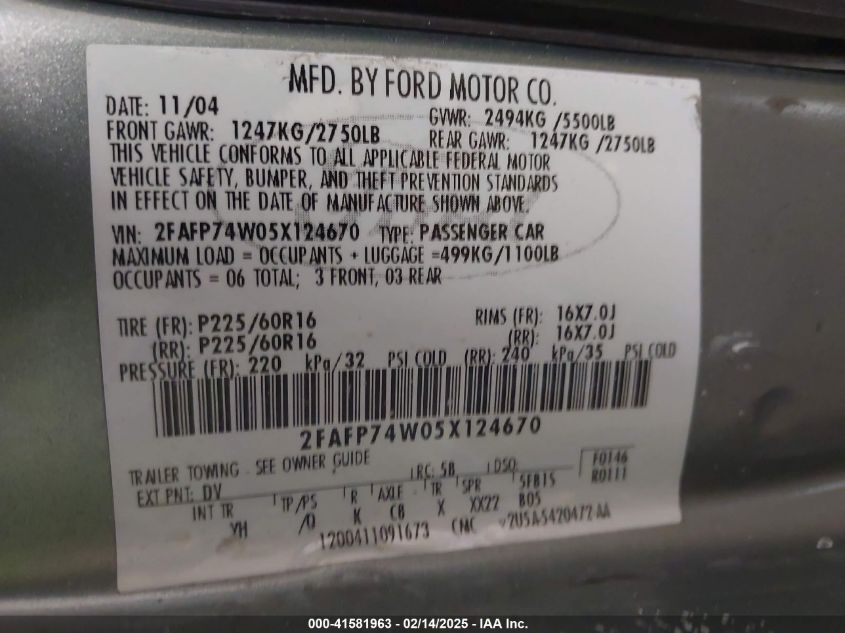 MFD. BY FORD MOTOR CO.
DATE: 11/04 GVWR: 2494KG /5500LB
FRONT GAWR: 1247KG/2750LB REAR GAWR: 1247KG /2750LB
THIS VEHICLE CONFORMS TO ALL APPLICABLE FEDERAL MOTOR
VEHICLE SAFETY, BUMPER, AND THEFT PREVENTION STANDARDS
IN EFFECT ON THE DATE OF MANUFACTURE SHOWN ABOVE.
VIN: 2FAFP74W05X124670 TYPE: PASSENGER CAR
MAXIMUM LOAD = OCCUPANTS + LUGGAGE =499KG/1100LB
OCCUPANTS = 06 TOTAL; 3 FRONT, 03 REAR
TIRE (FR): P225/60R16 RIMS (FR): 16X7.0J
(RR): P225/60R16 (RR): 16X7.0J
PRESSURE (FR): 220 kPa/32 PSI COLD (RR): 240 kPa/35 PSI COLD
2FAFP74W05X124670
TRAILER TOWING - SEE OWNER GUIDE RC: 58 DSO: F0146
EXT PNT: DV R0111
INT TR TP/PS R AXLE TR SPR 5FB15
YH /O K C8 X XX22 B05
1200411091673 CMC
000-41581963 - 02/14/2025 - IAA Inc.